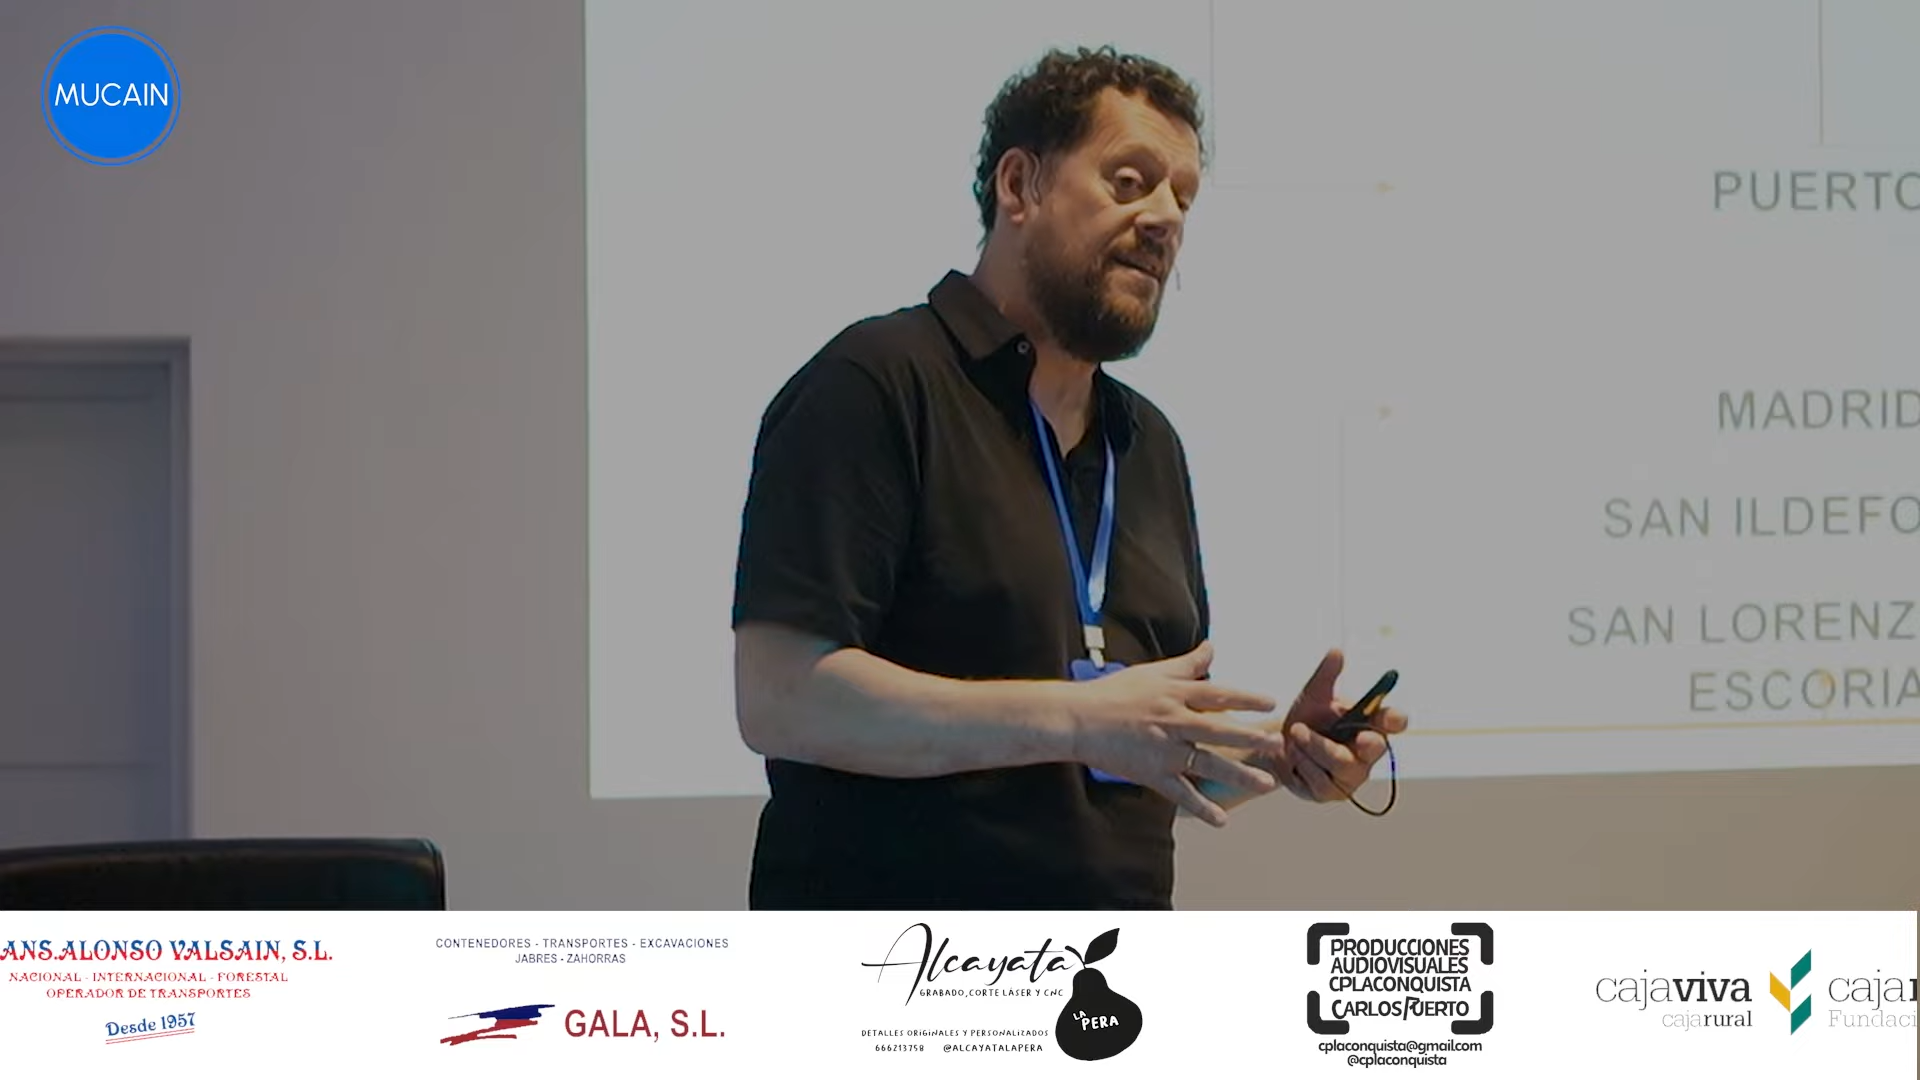 MUCAIN
PUERTO
MADRID
SAN ILDEFO
SAN LORENZ
ESCORIA
ANS.ALONSO VALSAIN, S.L.
NACIONAL - INTERNACIONAL - FORESTAL
OPERADOR DE TRANSPORTES
Desde 1957
CONTENEDORES - TRANSPORTES - EXCAVACIONES
JABRES - ZAHORRAS
GALA, S.L.
Alcayata
GRABADO, CORTE LÁSER Y CNC
LA PERA
DETALLES ORIGINALES Y PERSONALIZADOS
666213758 @ALCAYATALAPERA
PRODUCCIONES
AUDIOVISUALES
CPLACONQUISTA
CARLOS PUERTO
cplaconquista@gmail.com
@cplaconquista
cajaviva
cajarural
caja
Fundaci